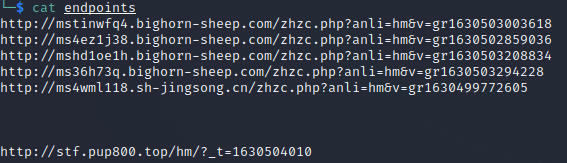 └─$ cat endpoints
http://mstinwfq4.bighorn-sheep.com/zhzc.php?anli=hm&v=gr1630503003618
http://ms4ez1j38.bighorn-sheep.com/zhzc.php?anli=hm&v=gr1630502859036
http://mshd1oe1h.bighorn-sheep.com/zhzc.php?anli=hm&v=gr1630503208834
http://ms36h73q.bighorn-sheep.com/zhzc.php?anli=hm&v=gr1630503294228
http://ms4wml118.sh-jingsong.cn/zhzc.php?anli=hm&v=gr1630499772605
http://stf.pup800.top/hm/?_t=1630504010